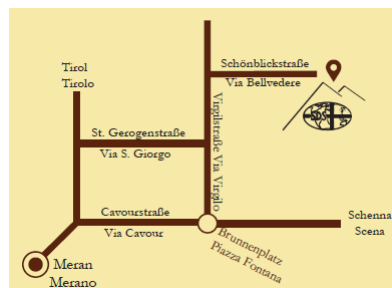 Schönblickstraße
Via Bellvedere
Tirol
Tirolo
St. Gerogenstraße
Via S. Giorgo
Virgilstraße Via Virgilo
Cavourstraße
Via Cavour
Schenna
Scena
Brunnenplatz
Piazza Fontana
Meran
Merano